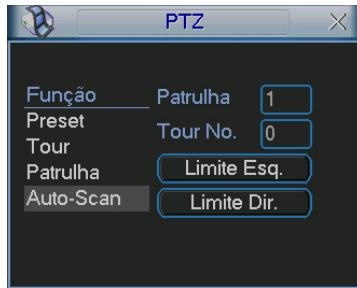 PTZ
Função
Preset
Tour
Patrulha
Auto-Scan
Patrulha 1
Tour No. 0
Limite Esq.
Limite Dir.